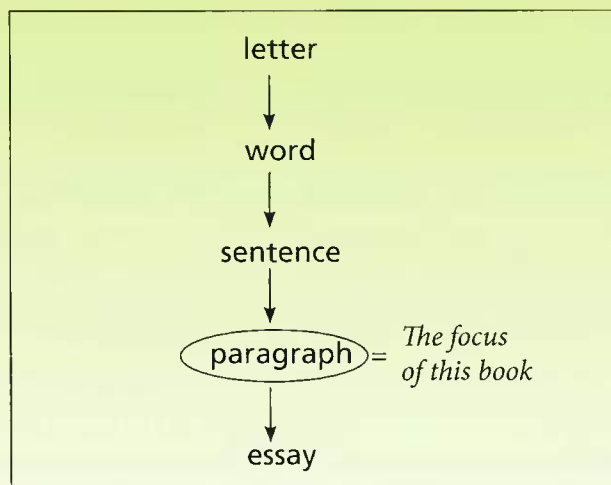 letter
word
sentence
paragraph = The focus
of this book
essay